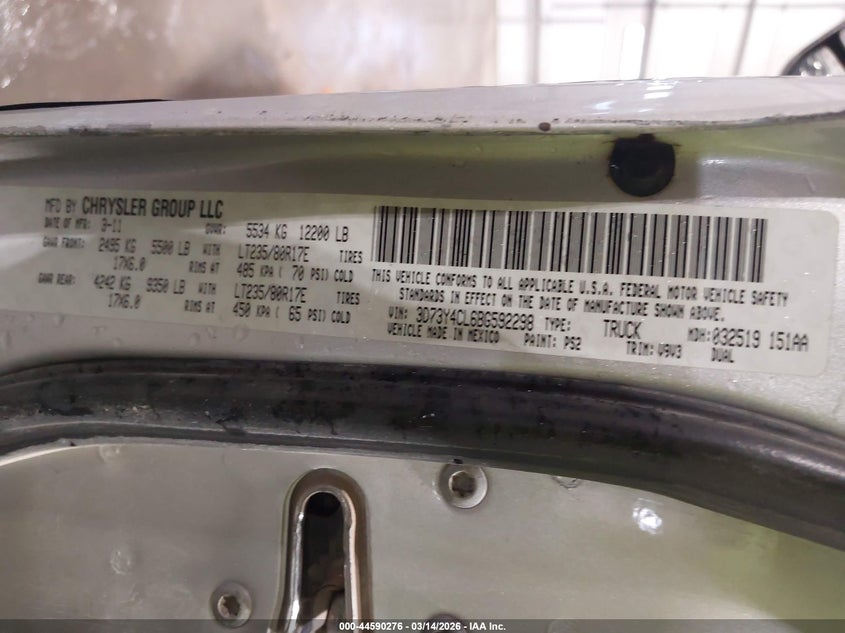 MFD BY CHRYSLER GROUP LLC
DATE OF MFG: 3-11 GVWR: 5534 KG 12200 LB
GAWR FRONT: 2495 KG 5500 LB WITH LT235/80R17E TIRES
17X6.0 RIMS AT 485 KPA ( 70 PSI) COLD
GAWR REAR: 4242 KG 9350 LB WITH LT235/80R17E TIRES
17X6.0 RIMS AT 450 KPA ( 65 PSI) COLD
THIS VEHICLE CONFORMS TO ALL APPLICABLE U.S.A. FEDERAL MOTOR VEHICLE SAFETY
STANDARDS IN EFFECT ON THE DATE OF MANUFACTURE SHOWN ABOVE.
VIN: 3D73Y4CL6BG592298 TYPE: TRUCK MDH: 032519 151AA
VEHICLE MADE IN MEXICO PAINT: PS2 TRIM: V9V3 DUAL
000-44590276 - 03/14/2026 - IAA Inc.